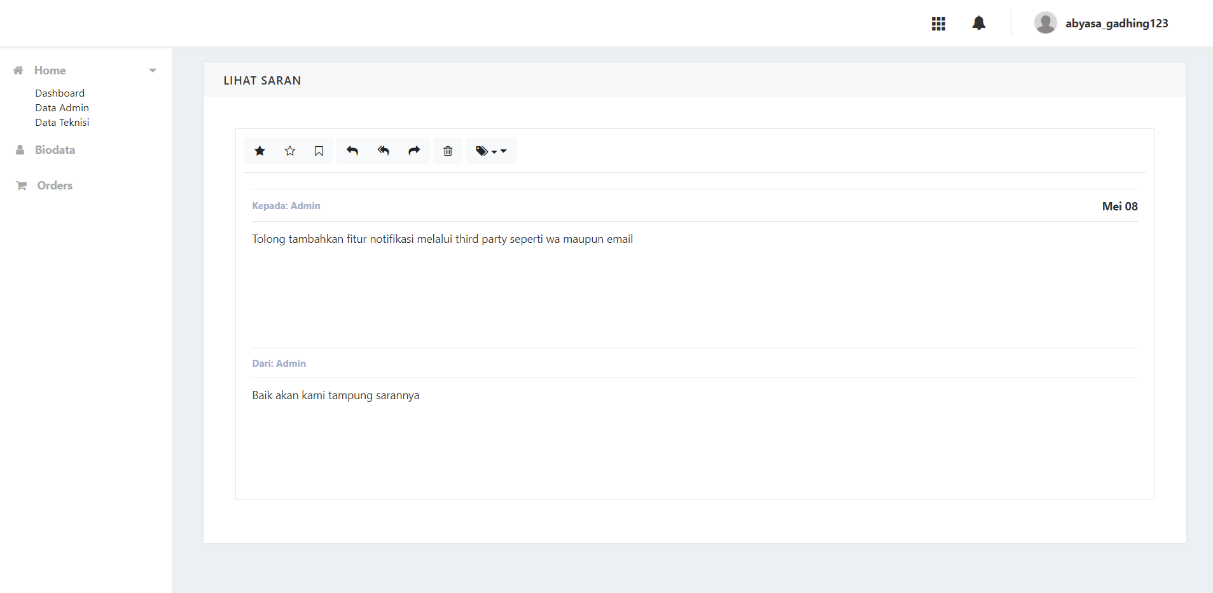 abyasa_gadhing123
Home
Dashboard
Data Admin
Data Teknisi
Biodata
Orders
LIHAT SARAN
Kepada: Admin
Mei 08
Tolong tambahkan fitur notifikasi melalui third party seperti wa maupun email
Dari: Admin
Baik akan kami tampung sarannya